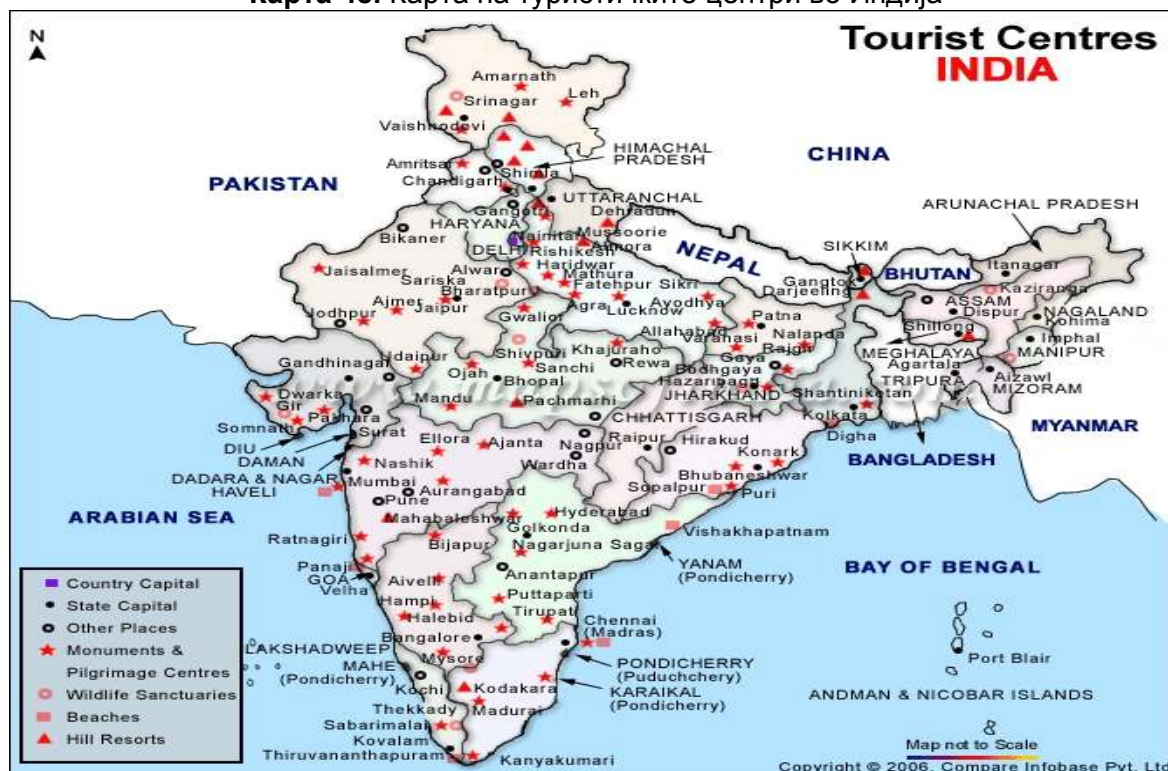 Карта на туристичките центри во Индија
N
Tourist Centres
INDIA
Amarnath
Leh
Srinagar
Vaishnodevi
HIMACHAL
PRADESH
CHINA
Amritsar
PAKISTAN
Shimla
Chandigarh
UTTARANCHAL
ARUNACHAL PRADESH
Gangotri
Dehradun
HARYANA
Bikaner
Nainital
Mussoorie
Almora
DELHI
Rishikesh
NEPAL
SIKKIM
BHUTAN
Itanagar
Jaisalmer
Alwar
Haridwar
Mathura
Gangtok
Kaziranga
Sariska
Bharatpur
Fatehpur Sikri
Darjeeling
ASSAM
Ajmer
Jaipur
Agra
Lucknow
Ayodhya
Dispur
NAGALAND
Jodhpur
Gwalior
Patna
Kohima
Allahabad
Varanasi
Nalanda
Shillong
Imphal
Gandhinagar
Udaipur
Shivpuri
Khajuraho
Rajgir
MEGHALAYA
MANIPUR
Ojah
Sanchi
Rewa
Gaya
Bodhgaya
Agartala
Aizawl
Bhopal
Hazaribagh
TRIPURA
MIZORAM
Dwarka
Gir
JHARKHAND
Shantiniketan
Mandu
Pachmarhi
Pakhara
CHHATTISGARH
Kolkata
Somnath
Surat
Ellora
Ajanta
Raipur
Hirakud
Digha
MYANMAR
DIU
Nagpur
Konark
DAMAN
Nashik
Wardha
Bhubaneshwar
BANGLADESH
DADARA & NAGAR
HAVELI
Mumbai
Aurangabad
Sopalpur
Puri
Pune
ARABIAN SEA
Mahabaleshwar
Hyderabad
Golkonda
Vishakhapatnam
Ratnagiri
Bijapur
Nagarjuna Sagar
YANAM
(Pondicherry)
Panaji
GOA
Velha
Anantapur
BAY OF BENGAL
Aivelli
Puttaparti
Hampi
Tirupati
Halebid
Chennai
(Madras)
Bangalore
LAKSHADWEEP
Mysore
PONDICHERRY
(Puduchchery)
Port Blair
MAHE
(Pondicherry)
Kochi
Kodakara
KARAIKAL
(Pondicherry)
ANDMAN & NICOBAR ISLANDS
Thekkady
Madurai
Sabarimalai
Kovalam
Thiruvananthapuram
Kanyakumari
Country Capital
State Capital
Other Places
Monuments &
Pilgrimage Centres
Wildlife Sanctuaries
Beaches
Hill Resorts
Map not to Scale
Copyright © 2006, Compare Infobase Pvt. Ltd